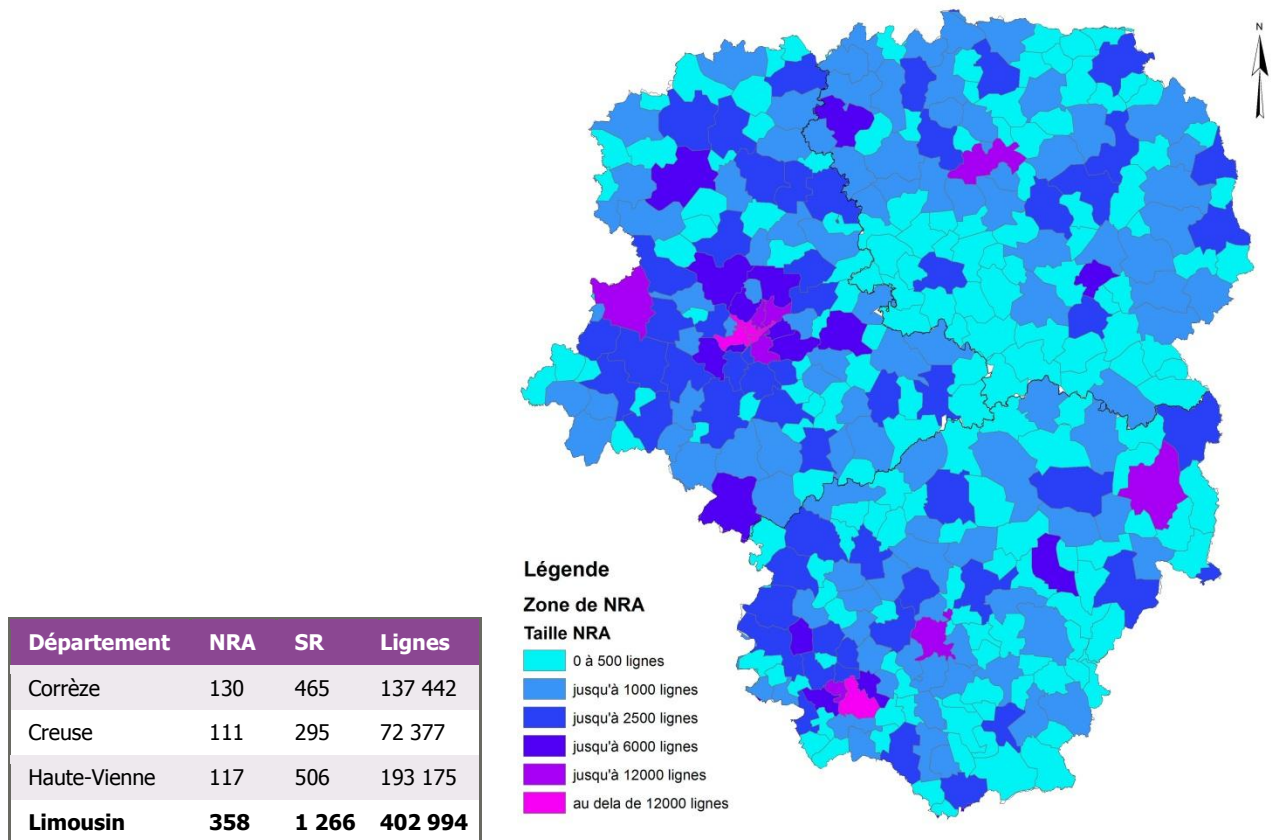 N
Légende
Zone de NRA
Taille NRA
0 à 500 lignes
jusqu'à 1000 lignes
jusqu'à 2500 lignes
jusqu'à 6000 lignes
jusqu'à 12000 lignes
au dela de 12000 lignes
Département NRA SR Lignes
Corrèze 130 465 137 442
Creuse 111 295 72 377
Haute-Vienne 117 506 193 175
Limousin 358 1 266 402 994